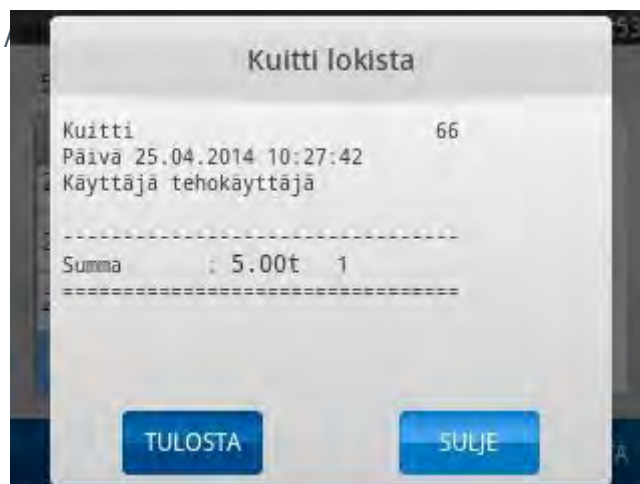 Kuitti lokista
Kuitti 66
Päivä 25.04.2014 10:27:42
Käyttäjä tehokäyttäjä
--------------------------------
Summa : 5.00t 1
================================
TULOSTA SULJE